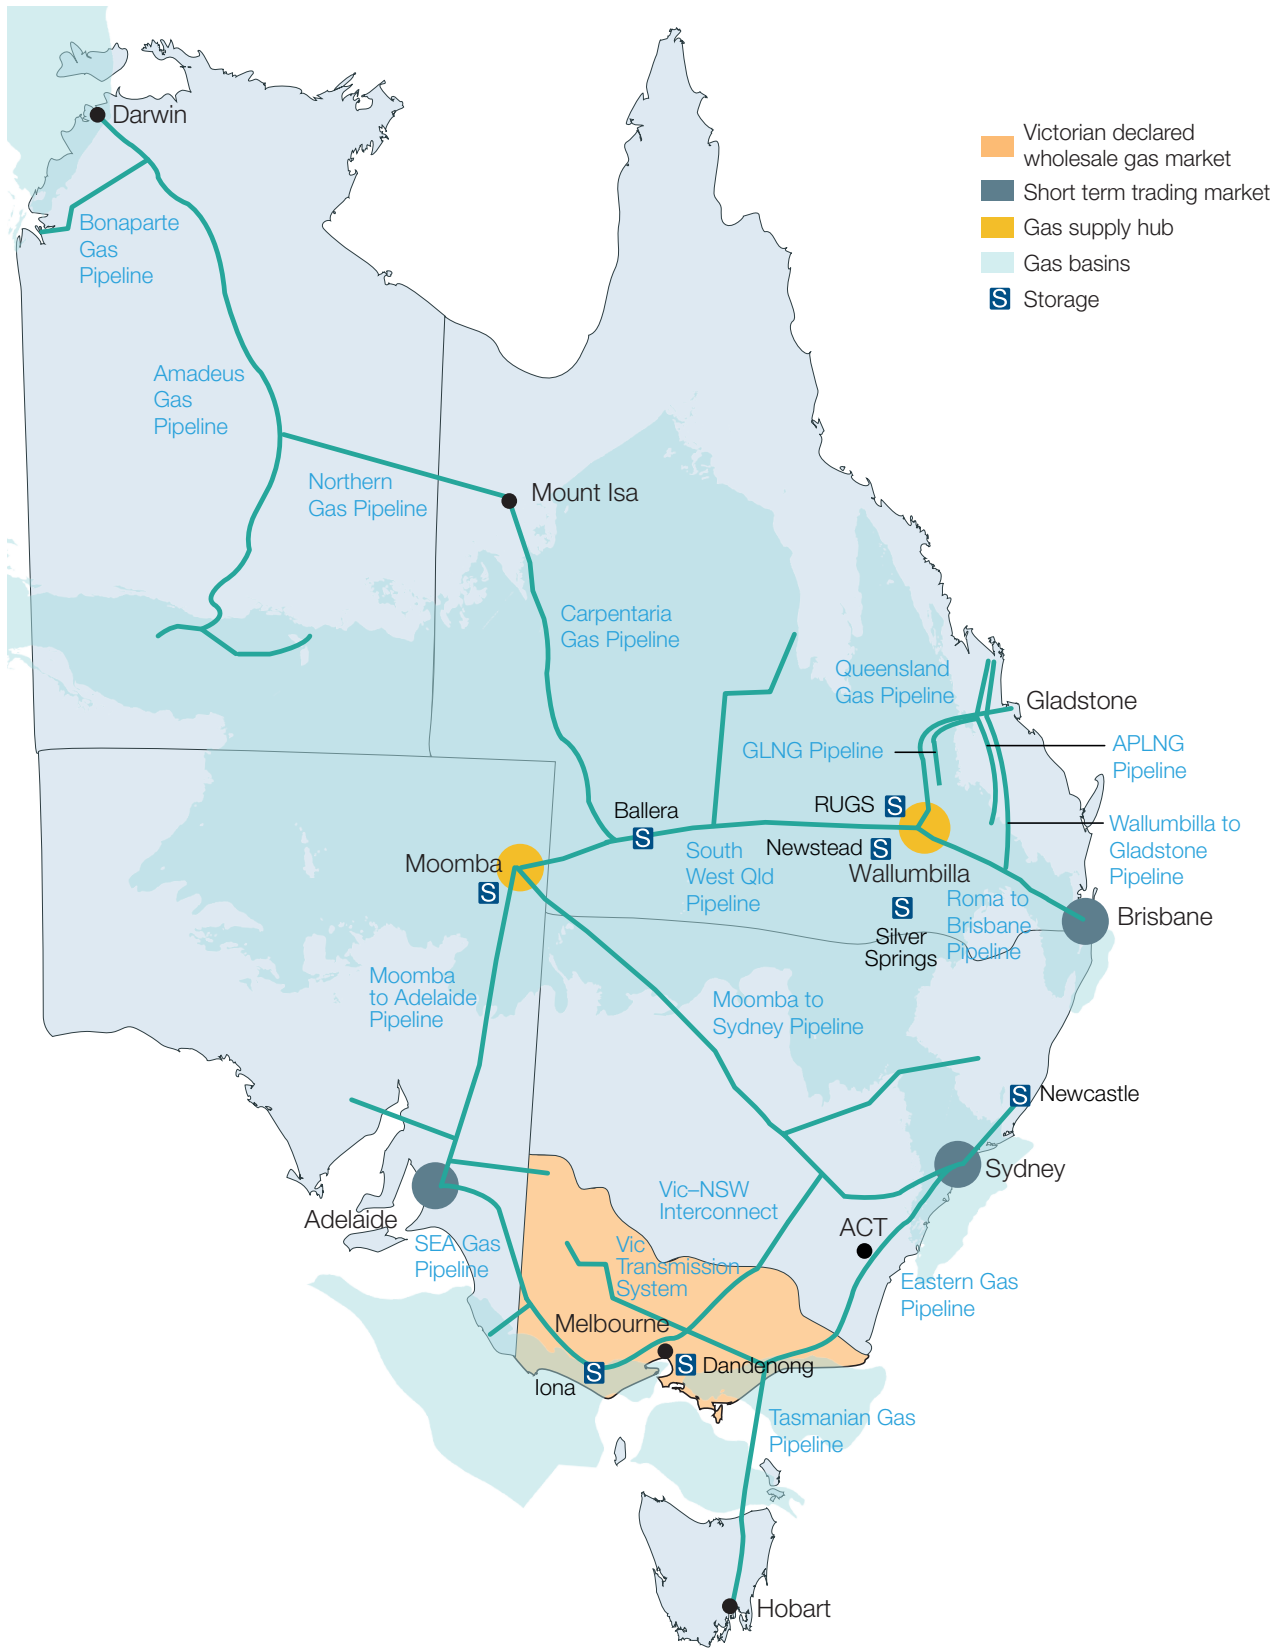 Darwin
Victorian declared
wholesale gas market
Short term trading market
Gas supply hub
Gas basins
S Storage
Bonaparte
Gas
Pipeline
Amadeus
Gas
Pipeline
Northern
Gas Pipeline
Mount Isa
Carpentaria
Gas Pipeline
Queensland
Gas Pipeline
Gladstone
GLNG Pipeline
APLNG
Pipeline
RUGS S
Ballera
S
Wallumbilla to
Gladstone
Pipeline
Newstead S
Wallumbilla
South
West Qld
Pipeline
Moomba
S
Roma to
Brisbane
Pipeline
Brisbane
S
Silver
Springs
Moomba
to Adelaide
Pipeline
Moomba to
Sydney Pipeline
S Newcastle
Sydney
Adelaide
Vic–NSW
Interconnect
ACT
SEA Gas
Pipeline
Vic
Transmission
System
Eastern Gas
Pipeline
Melbourne
S Dandenong
S
Iona
Tasmanian Gas
Pipeline
Hobart